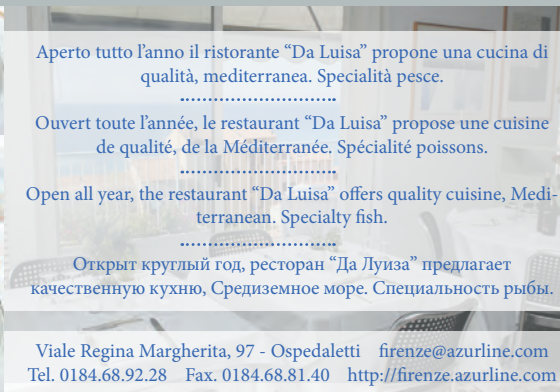 Aperto tutto l'anno il ristorante “Da Luisa” propone una cucina di
qualità, mediterranea. Specialità pesce.
Ouvert toute l'année, le restaurant “Da Luisa” propose une cuisine
de qualité, de la Méditerranée. Spécialité poissons.
Open all year, the restaurant “Da Luisa” offers quality cuisine, Medi-
terranean. Specialty fish.
Открыт круглый год, ресторан “Да Луиза” предлагает
качественную кухню, Средиземное море. Специальность рыбы.
Viale Regina Margherita, 97 - Ospedaletti firenze@azurline.com
Tel. 0184.68.92.28 Fax. 0184.68.81.40 http://firenze.azurline.com